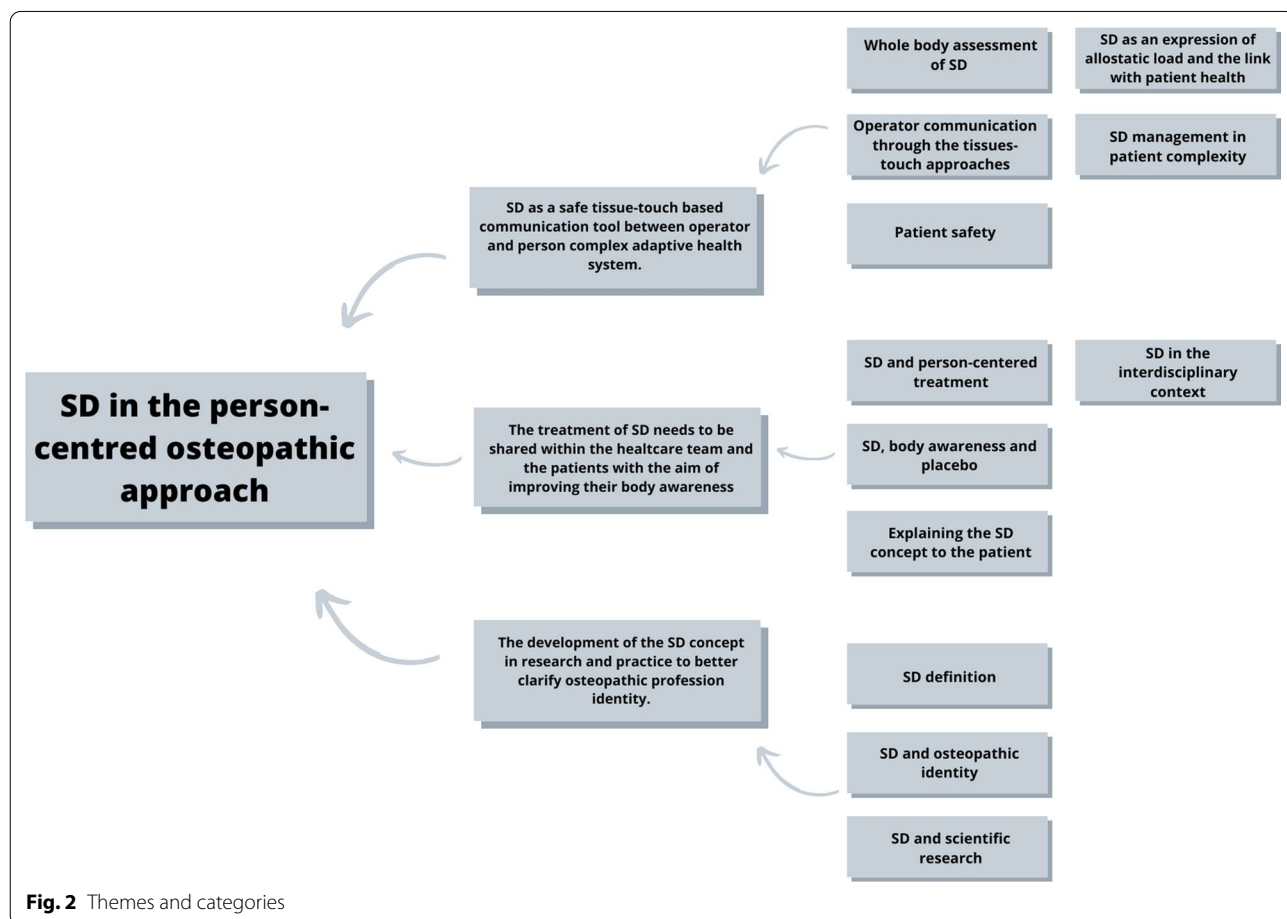 Whole body assessment
of SD
SD as an expression of
allostatic load and the link
with patient health
Operator communication
through the tissues-
touch approaches
SD management in
patient complexity
Patient safety
SD as a safe tissue-touch based
communication tool between operator
and person complex adaptive health
system.
SD in the person-
centred osteopathic
approach
The treatment of SD needs to be
shared within the healtcare team and
the patients with the aim of
improving their body awareness
SD and person-centered
treatment
SD in the
interdisciplinary
context
SD, body awareness and
placebo
Explaining the SD
concept to the patient
The development of the SD concept
in research and practice to better
clarify osteopathic profession
identity.
SD definition
SD and osteopathic
identity
SD and scientific
research
Fig. 2 Themes and categories